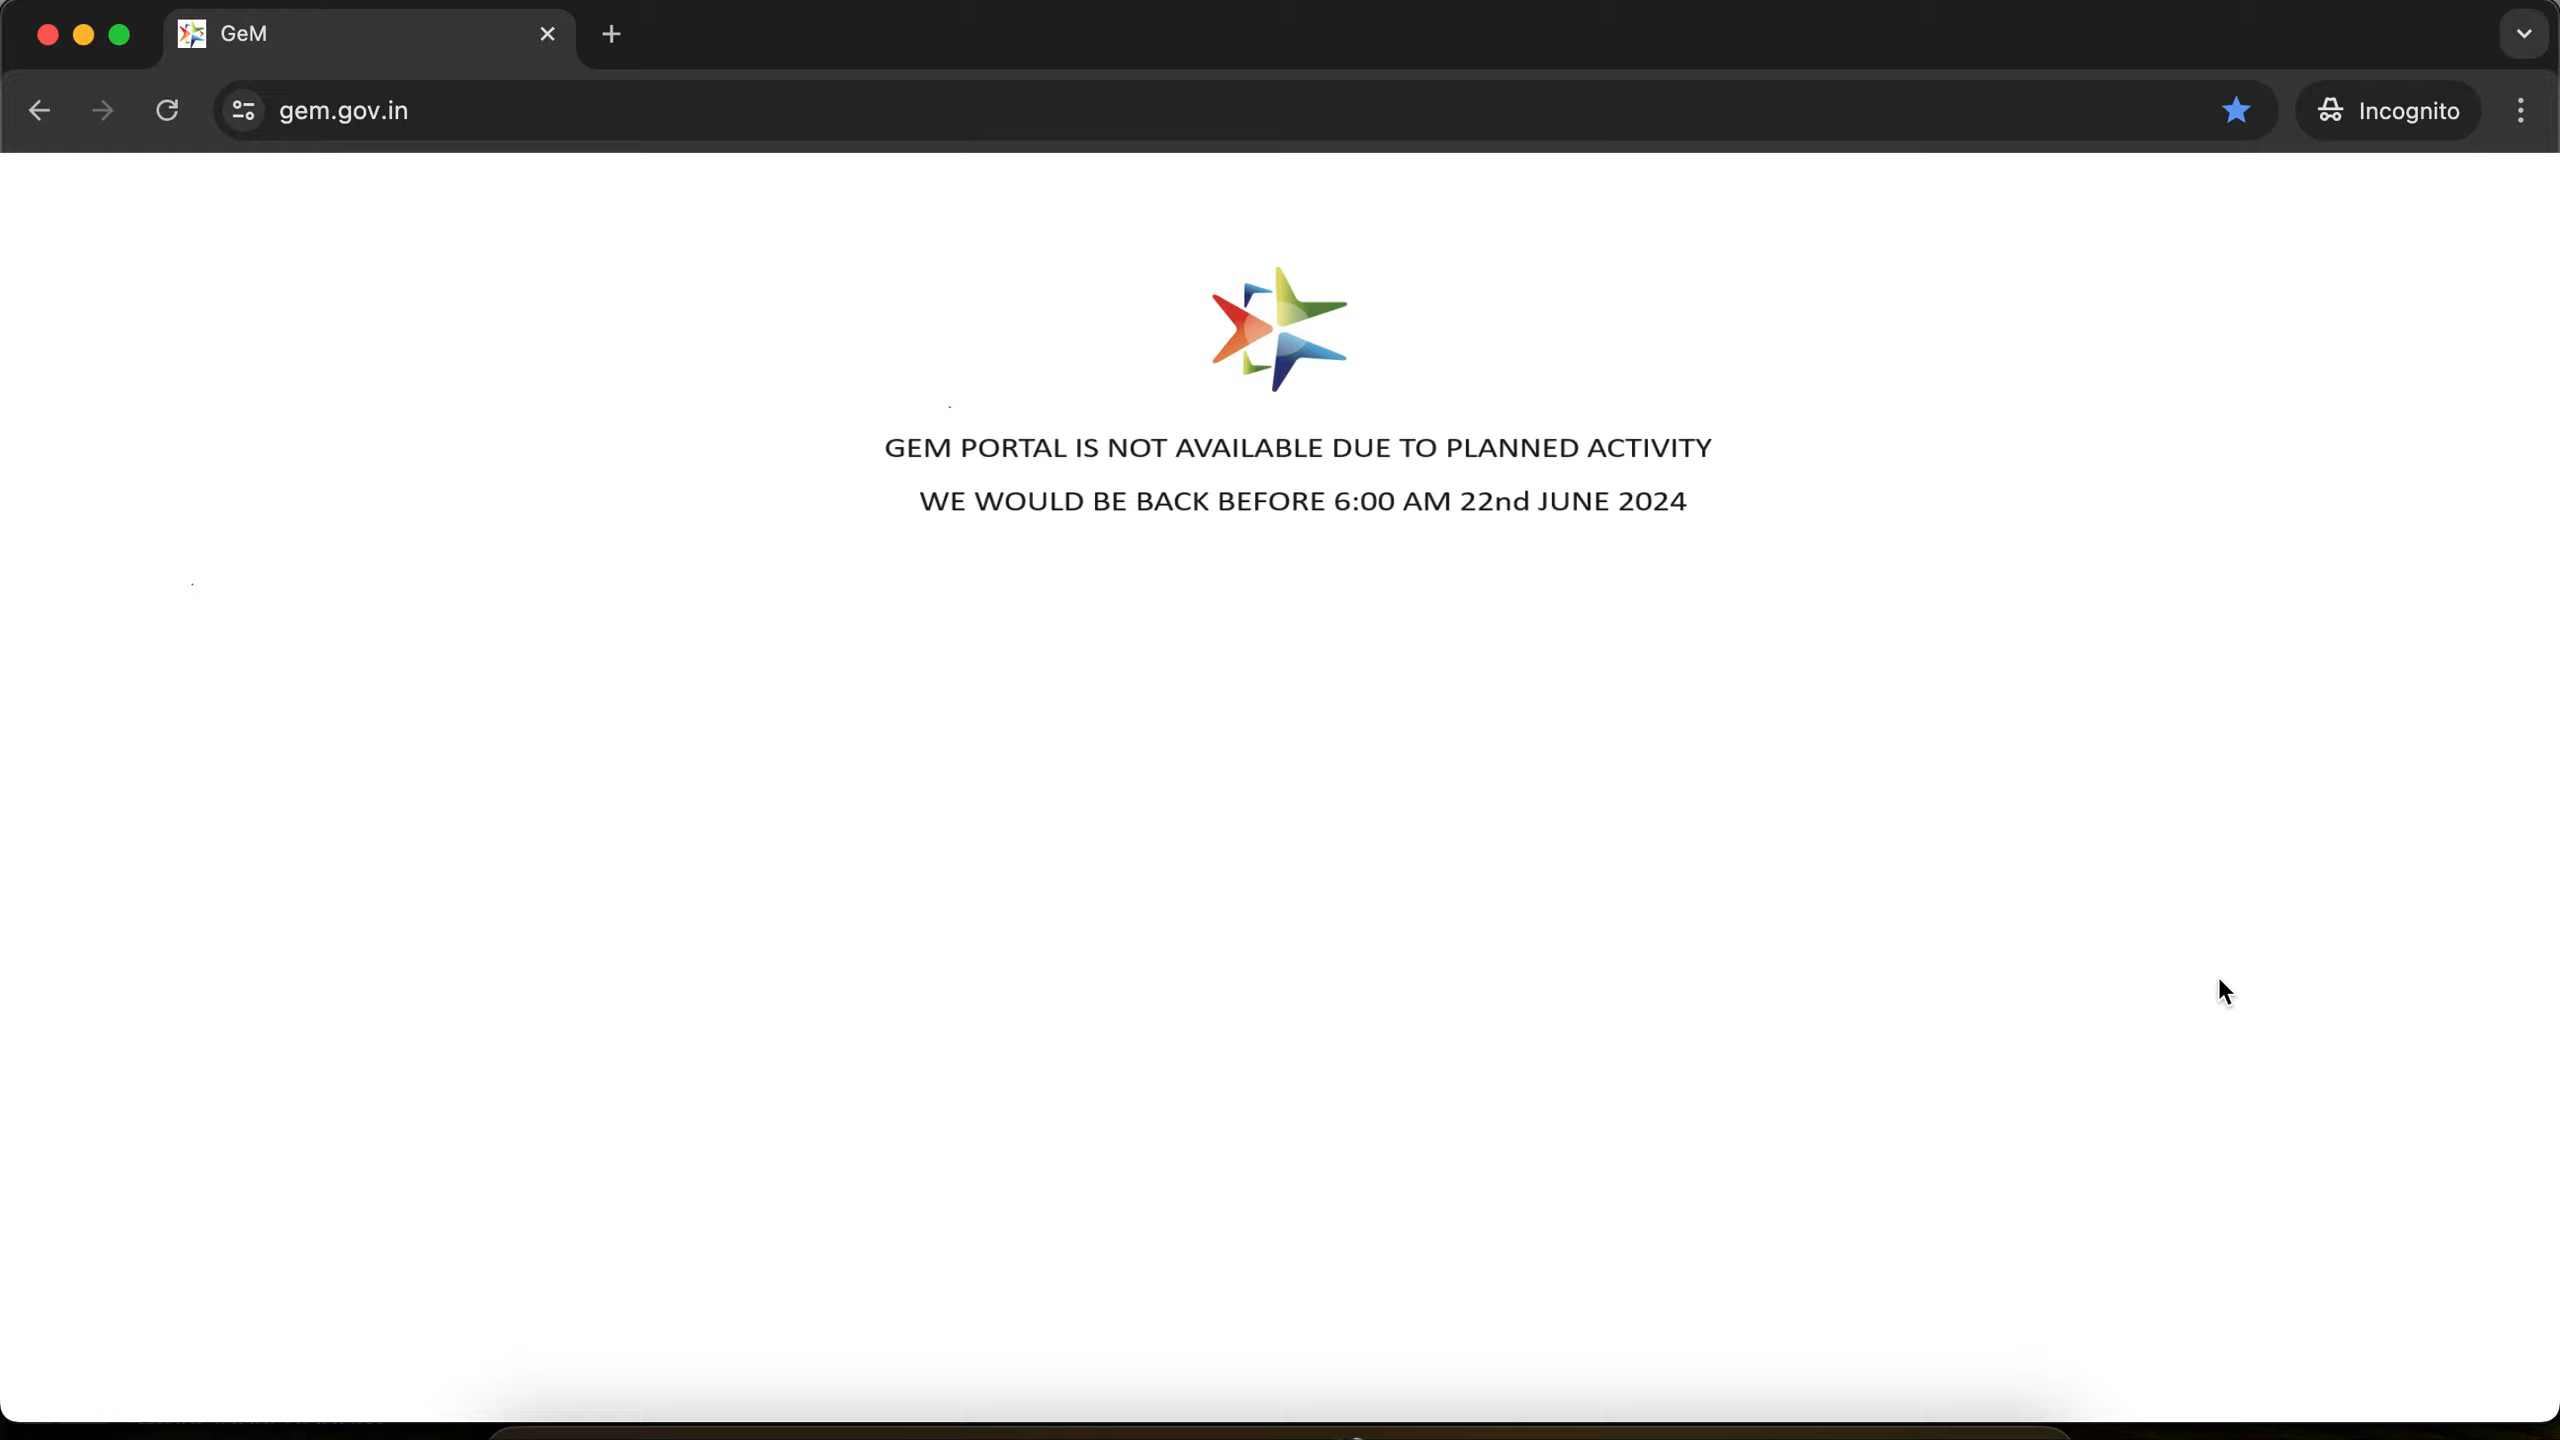 GeM
gem.gov.in
Incognito
GEM PORTAL IS NOT AVAILABLE DUE TO PLANNED ACTIVITY
WE WOULD BE BACK BEFORE 6:00 AM 22nd JUNE 2024